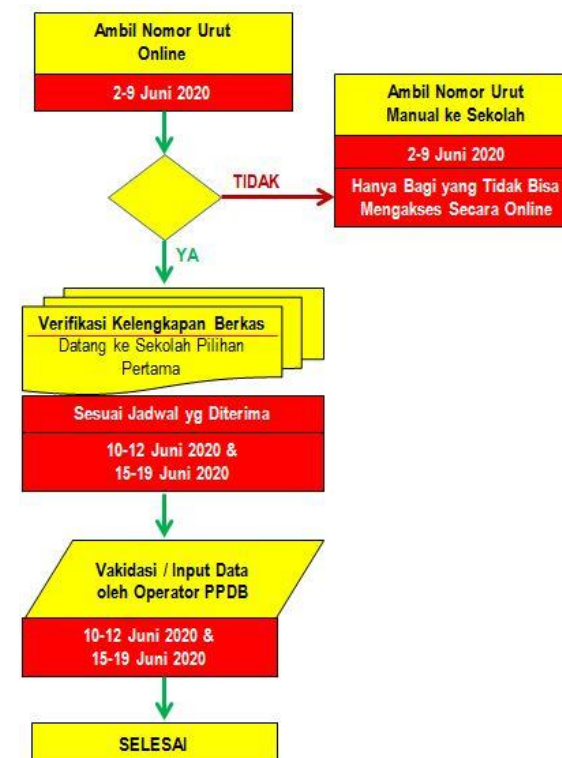 Ambil Nomor Urut
Online
2-9 Juni 2020
Ambil Nomor Urut
Manual ke Sekolah
2-9 Juni 2020
Hanya Bagi yang Tidak Bisa
Mengakses Secara Online
TIDAK
YA
Verifikasi Kelengkapan Berkas
Datang ke Sekolah Pilihan
Pertama
Sesuai Jadwal yg Diterima
10-12 Juni 2020 &
15-19 Juni 2020
Vakidasi / Input Data
oleh Operator PPDB
10-12 Juni 2020 &
15-19 Juni 2020
SELESAI